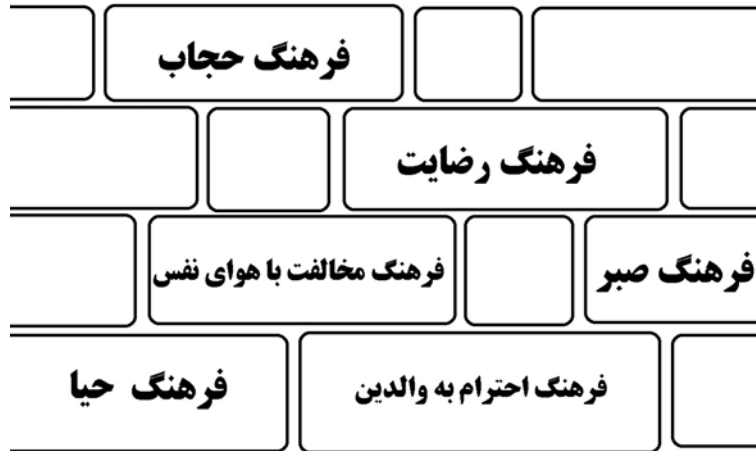 فرهنگ حجاب
فرهنگ رضایت
فرهنگ صبر
فرهنگ مخالفت با هوای نفس
فرهنگ احترام به والدین
فرهنگ حیا